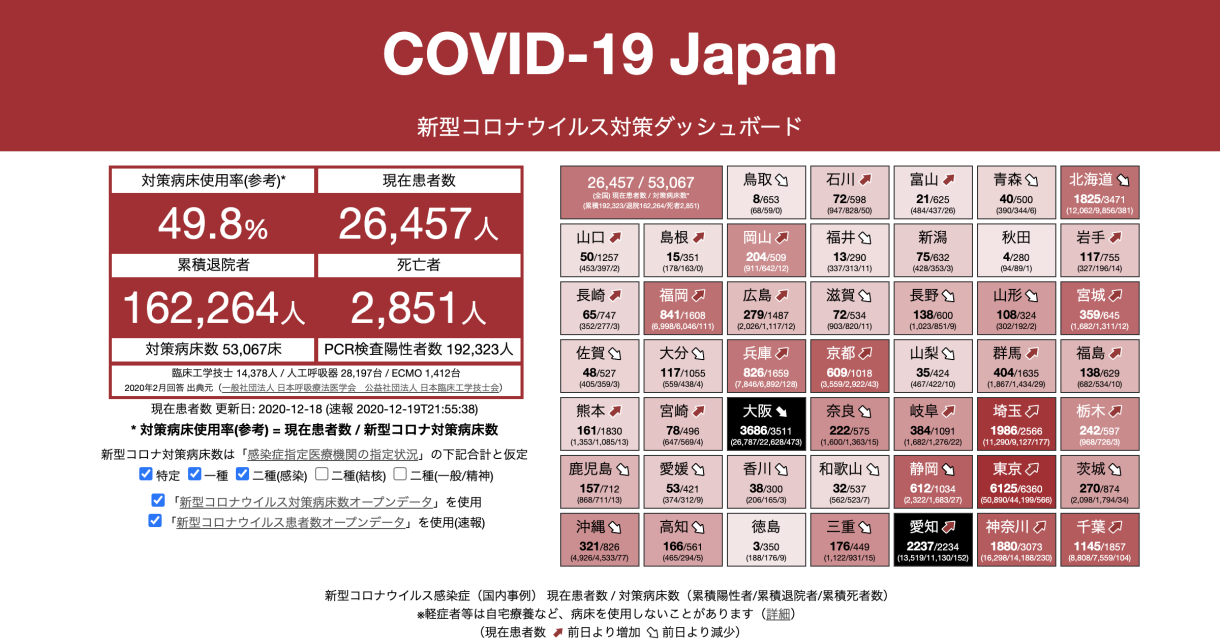 COVID-19 Japan
新型コロナウイルス対策ダッシュボード
対策病床使用率(参考)*
現在患者数
49.8%
26,457人
累積退院者
死亡者
162,264人
2,851人
対策病床数 53,067床
PCR検査陽性者数 192,323人
臨床工学技士 14,378人 / 人工呼吸器 28,197台 / ECMO 1,412台
2020年2月回答 出典元（一般社団法人 日本呼吸療法医学会　公益社団法人 日本臨床工学技士会）
現在患者数 更新日: 2020-12-18 (速報 2020-12-19T21:55:38)
* 対策病床使用率(参考) = 現在患者数 / 新型コロナ対策病床数
新型コロナ対策病床数は「感染症指定医療機関の指定状況」の下記合計と仮定
特定 一種 二種(感染) 二種(結核) 二種(一般/精神)
「新型コロナウイルス対策病床数オープンデータ」を使用
「新型コロナウイルス患者数オープンデータ」を使用(速報)
26,457 / 53,067
(全国) 現在患者数 / 対策病床数*
(累積192,323/退院162,264/死者2,851)
鳥取
8/653
(68/59/0)
石川
72/598
(947/828/50)
富山
21/625
(484/437/26)
青森
40/500
(390/344/6)
北海道
1825/3471
(12,062/9,856/381)
山口
50/1257
(453/397/2)
島根
15/351
(178/163/0)
岡山
204/509
(911/642/12)
福井
13/290
(337/313/11)
新潟
75/632
(428/353/3)
秋田
4/280
(94/89/1)
岩手
117/755
(327/196/14)
長崎
65/747
(352/277/3)
福岡
841/1608
(6,998/6,046/111)
広島
279/1487
(2,026/1,117/12)
滋賀
72/534
(903/820/11)
長野
138/600
(1,023/851/9)
山形
108/324
(302/192/2)
宮城
359/645
(1,682/1,311/12)
佐賀
48/527
(405/359/3)
大分
117/1055
(559/438/4)
兵庫
826/1659
(7,846/6,892/128)
京都
609/1018
(3,559/2,922/43)
山梨
35/424
(467/422/10)
群馬
404/1635
(1,867/1,434/29)
福島
138/629
(682/534/10)
熊本
161/1830
(1,353/1,085/13)
宮崎
78/496
(647/569/4)
大阪
3686/3511
(26,787/22,628/473)
奈良
222/575
(1,600/1,363/15)
岐阜
384/1091
(1,682/1,276/22)
埼玉
1986/2566
(11,290/9,127/177)
栃木
242/597
(968/726/3)
鹿児島
157/712
(868/711/13)
愛媛
53/421
(374/312/9)
香川
38/300
(206/165/3)
和歌山
32/537
(562/523/7)
静岡
612/1034
(2,322/1,683/27)
東京
6125/6360
(50,890/44,199/566)
茨城
270/874
(2,098/1,794/34)
沖縄
321/826
(4,926/4,533/77)
高知
166/561
(465/294/5)
徳島
3/350
(188/176/9)
三重
176/449
(1,122/931/15)
愛知
2237/2234
(13,519/11,130/152)
神奈川
1880/3073
(16,298/14,188/230)
千葉
1145/1857
(8,808/7,559/104)
新型コロナウイルス感染症（国内事例） 現在患者数 / 対策病床数（累積陽性者/累積退院者/累積死者数）
※軽症者等は自宅療養など、病床を使用しないことがあります（詳細）
（現在患者数 前日より増加 前日より減少）